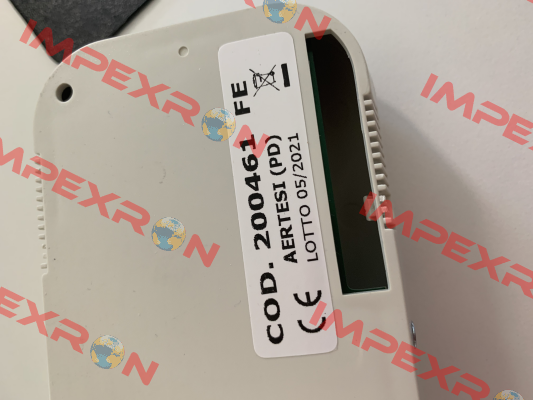 COD. 200461 FE
AERTESI (PD)
LOTTO 05/2021
CE
IMPEXRON
IMPEXRON
IMPEXRON
IMPEXRON
IMPEXRON
IMPEXRON